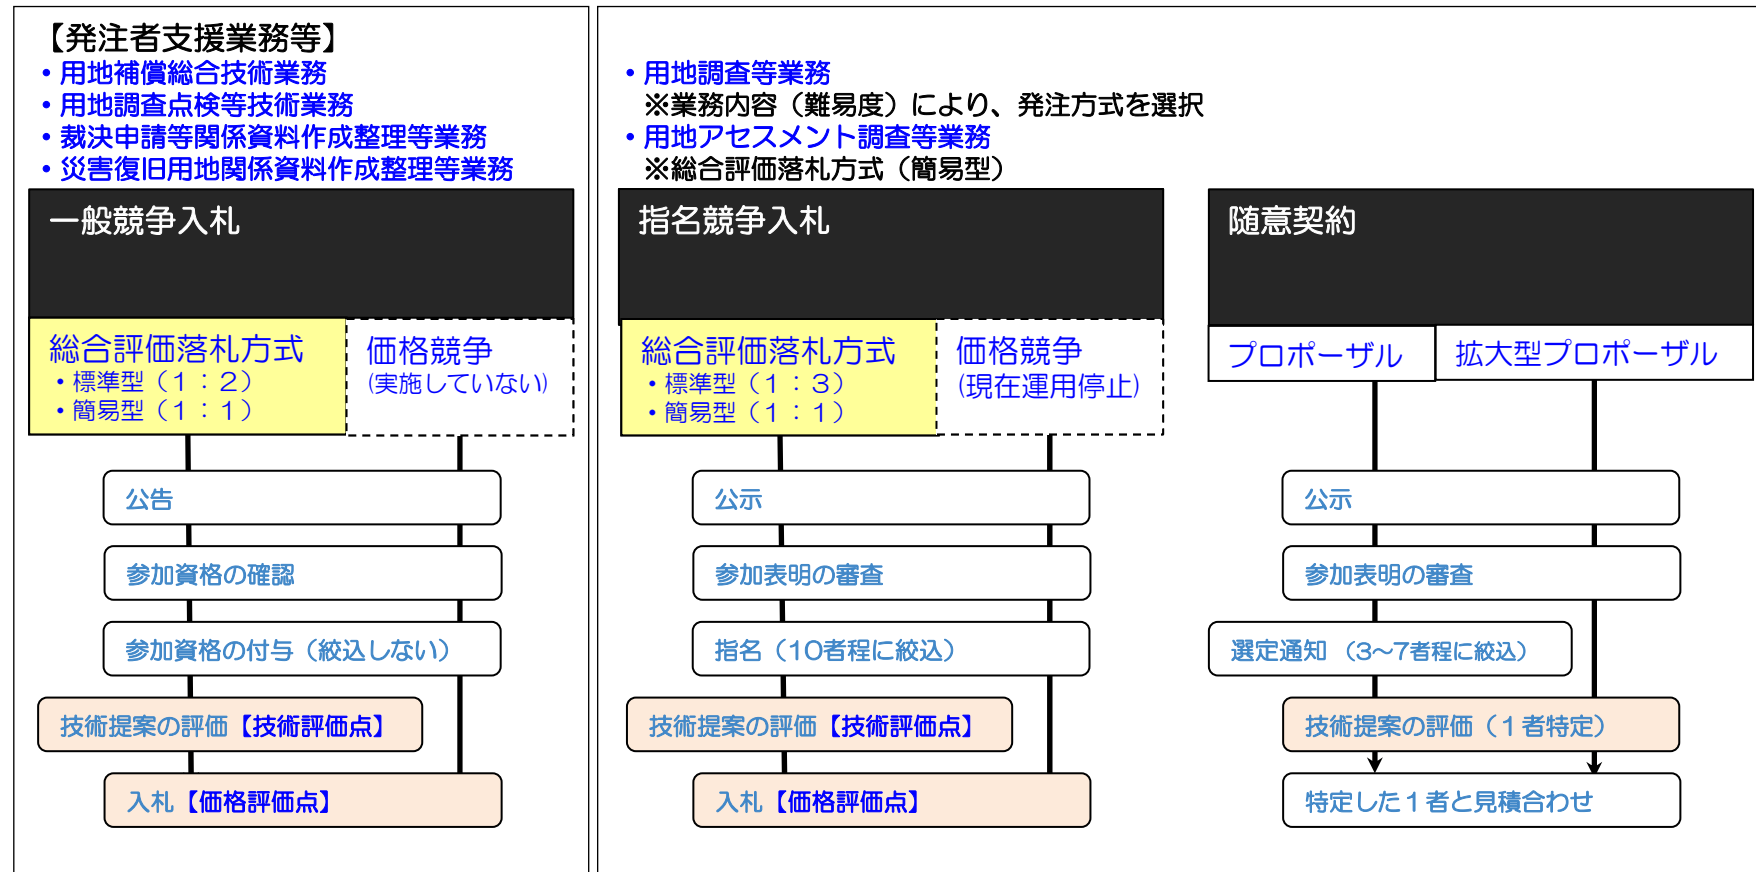 【発注者支援業務等】
・用地補償総合技術業務
・用地調査点検等技術業務
・裁決申請等関係資料作成整理等業務
・災害復旧用地関係資料作成整理等業務
一般競争入札
総合評価落札方式
・標準型（１：２）
・簡易型（１：１）
価格競争
(実施していない)
公告
参加資格の確認
参加資格の付与（絞込しない）
技術提案の評価【技術評価点】
入札【価格評価点】
・用地調査等業務
※業務内容（難易度）により、発注方式を選択
・用地アセスメント調査等業務
※総合評価落札方式（簡易型）
指名競争入札
総合評価落札方式
・標準型（１：３）
・簡易型（１：１）
価格競争
(現在運用停止)
公示
参加表明の審査
指名（10者程に絞込）
技術提案の評価【技術評価点】
入札【価格評価点】
随意契約
プロポーザル
拡大型プロポーザル
公示
参加表明の審査
選定通知（3～7者程に絞込）
技術提案の評価（１者特定）
特定した１者と見積合わせ